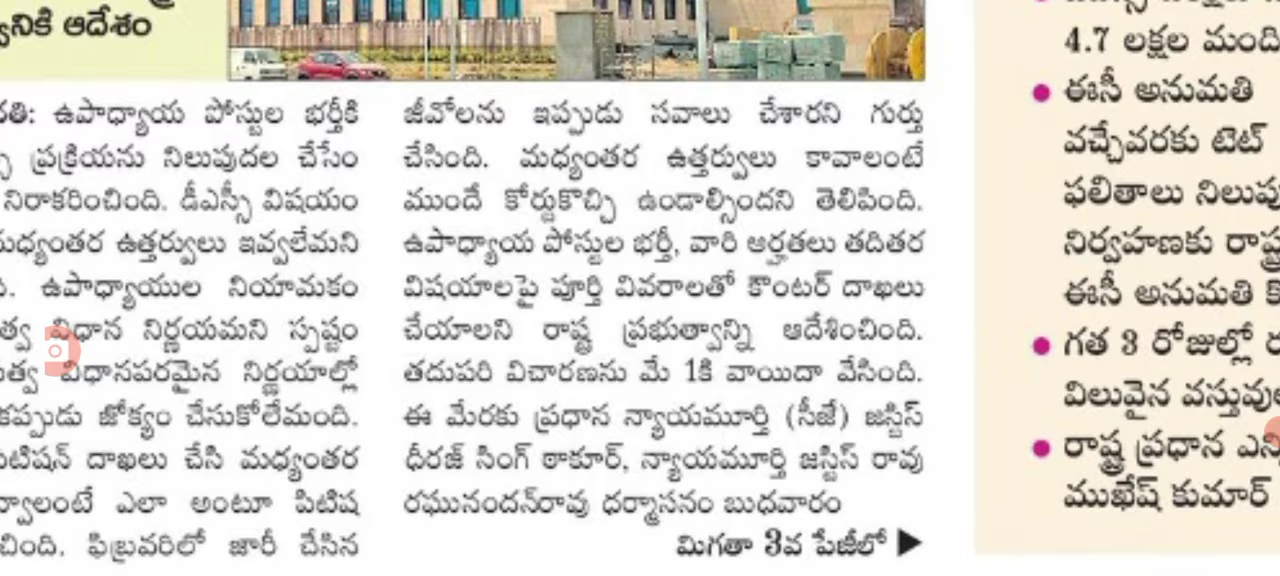 ్వనికి ఆదేశం
వతి: ఉపాధ్యాయ పోస్టుల భర్తీకి
ప్రక్రియను నిలుపుదల చేసేం
నిరాకరించింది. డీఎస్సీ విషయం
మధ్యంతర ఉత్తర్వులు ఇవ్వలేమని
ది. ఉపాధ్యాయుల నియామకం
త్వ విధాన నిర్ణయమని స్పష్టం
త్వ విధానపరమైన నిర్ణయాల్లో
కప్పుడు జోక్యం చేసుకోలేమంది.
పిటిషన్ దాఖలు చేసి మధ్యంతర
్వాలంటే ఎలా అంటూ పిటిష
చింది. ఫిబ్రవరిలో జారీ చేసిన
జీవోలను ఇప్పుడు సవాలు చేశారని గుర్తు
చేసింది. మధ్యంతర ఉత్తర్వులు కావాలంటే
ముందే కోర్టుకొచ్చి ఉండాల్సిందని తెలిపింది.
ఉపాధ్యాయ పోస్టుల భర్తీ, వారి అర్హతలు తదితర
విషయాలపై పూర్తి వివరాలతో కౌంటర్ దాఖలు
చేయాలని రాష్ట్ర ప్రభుత్వాన్ని ఆదేశించింది.
తదుపరి విచారణను మే 1కి వాయిదా వేసింది.
ఈ మేరకు ప్రధాన న్యాయమూర్తి (సీజే) జస్టిస్
ధీరజ్ సింగ్ ఠాకూర్, న్యాయమూర్తి జస్టిస్ రావు
రఘునందన్‌రావు ధర్మాసనం బుధవారం
మిగతా 3వ పేజీలో ▶
4.7 లక్షల మంది
● ఈసీ అనుమతి
వచ్చేవరకు టెట్
ఫలితాలు నిలుపు
నిర్వహణకు రాష్ట్ర
ఈసీ అనుమతి
● గత 3 రోజుల్లో
విలువైన వస్తువు
● రాష్ట్ర ప్రధాన ఎన్ని
ముఖేష్ కుమార్